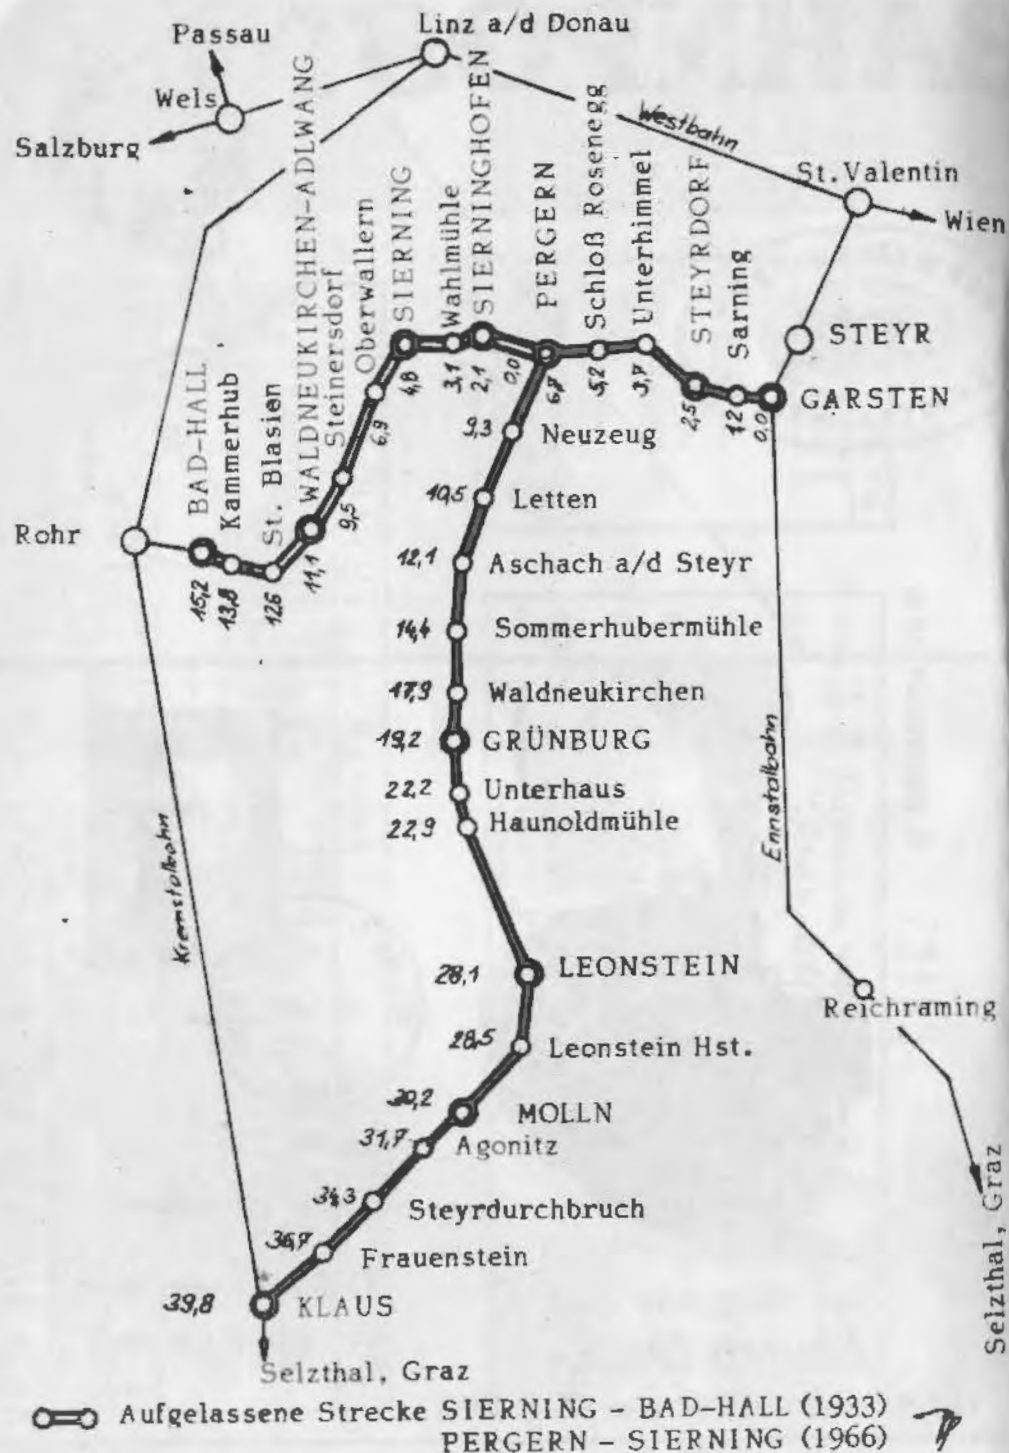 Linz a/d Donau
Passau
Wels
Salzburg
Westbahn
St. Valentin
Wien
STEYR
GARSTEN
Rohr
BAD-HALL
Kammerhub
St. Blasien
WALDNEUKIRCHEN-ADLWANG
Steinersdorf
Oberwallern
SIERNING
Wahlmühle
SIERNINGHOFEN
PERGERN
Schloß Rosenegg
Unterhimmel
STEYRDORF
Sarning
15,2
13,8
12,6
11,1
9,5
6,9
4,8
3,1
2,1
0,0
6,7
5,2
3,7
2,5
1,2
0,0
9,3 Neuzeug
10,5 Letten
12,1 Aschach a/d Steyr
14,4 Sommerhubermühle
17,9 Waldneukirchen
19,2 GRÜNBURG
22,2 Unterhaus
22,9 Haunoldmühle
Kremstalbahn
Ennstalbahn
28,1 LEONSTEIN
Reichraming
28,5 Leonstein Hst.
30,2 MOLLN
31,7 Agonitz
34,3 Steyrdurchbruch
36,7 Frauenstein
39,8 KLAUS
Selzthal, Graz
Selzthal, Graz
Aufgelassene Strecke SIERNING - BAD-HALL (1933)
PERGERN - SIERNING (1966)